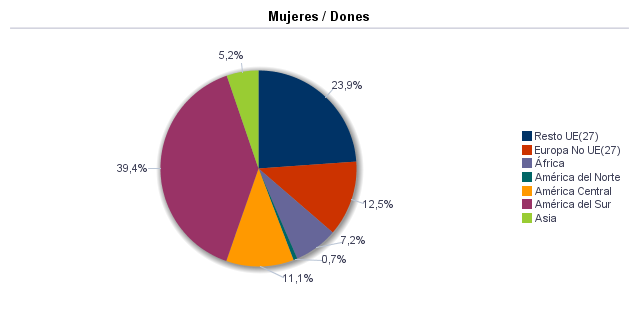 Mujeres / Dones
5,2%
23,9%
39,4%
12,5%
7,2%
0,7%
11,1%
Resto UE(27)
Europa No UE(27)
África
América del Norte
América Central
América del Sur
Asia